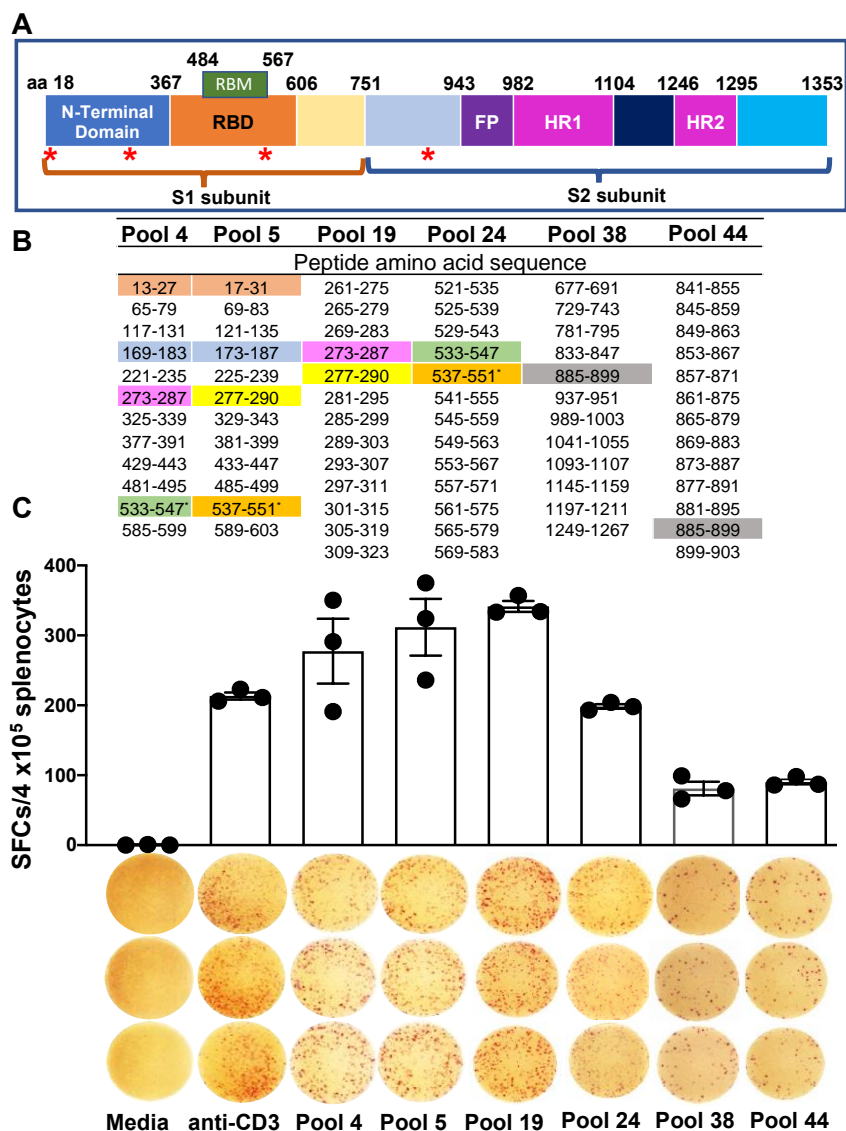 A
484 567
aa 18 367 RBM 606 751 943 982 1104 1246 1295 1353
N-Terminal Domain RBD FP HR1 HR2
* * * *
S1 subunit S2 subunit
B
Pool 4 Pool 5 Pool 19 Pool 24 Pool 38 Pool 44
Peptide amino acid sequence
13-27 17-31 261-275 521-535 677-691 841-855
65-79 69-83 265-279 525-539 729-743 845-859
117-131 121-135 269-283 529-543 781-795 849-863
169-183 173-187 273-287 533-547 833-847 853-867
221-235 225-239 277-290 537-551* 885-899 857-871
273-287 277-290 281-295 541-555 937-951 861-875
325-339 329-343 285-299 545-559 989-1003 865-879
377-391 381-399 289-303 549-563 1041-1055 869-883
429-443 433-447 293-307 553-567 1093-1107 873-887
481-495 485-499 297-311 557-571 1145-1159 877-891
533-547* 537-551* 301-315 561-575 1197-1211 881-895
585-599 589-603 305-319 565-579 1249-1267 885-899
309-323 569-583 899-903
C
SFCs/4 x10⁵ splenocytes
400
300
200
100
0
Media anti-CD3 Pool 4 Pool 5 Pool 19 Pool 24 Pool 38 Pool 44